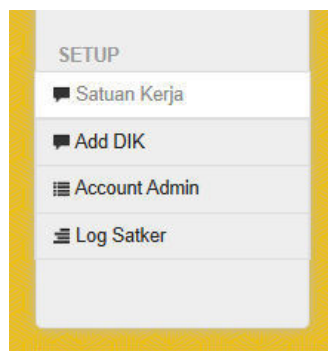 SETUP
Satuan Kerja
Add DIK
Account Admin
Log Satker